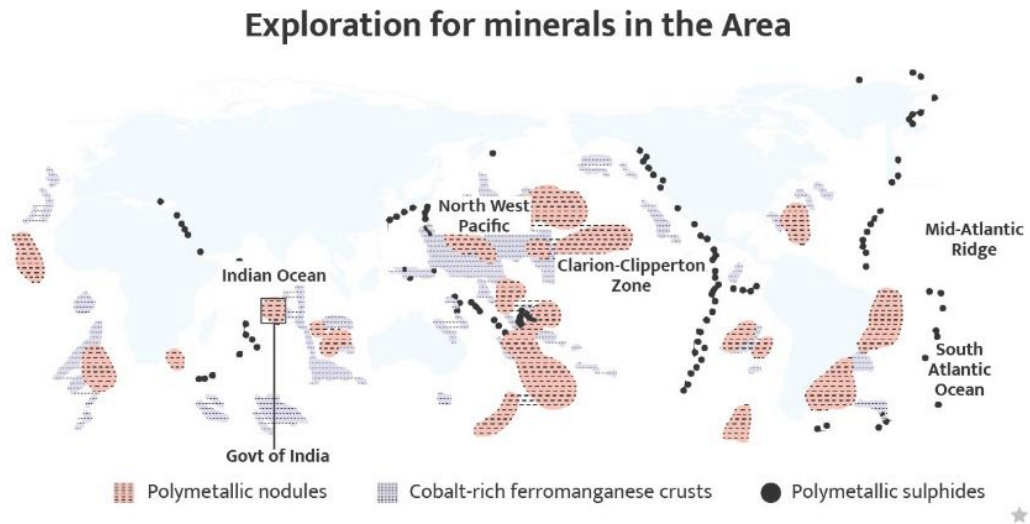 Exploration for minerals in the Area
North West
Pacific
Mid-Atlantic
Ridge
Indian Ocean
Clarion-Clipperton
Zone
South
Atlantic
Ocean
Govt of India
Polymetallic nodules
Cobalt-rich ferromanganese crusts
Polymetallic sulphides